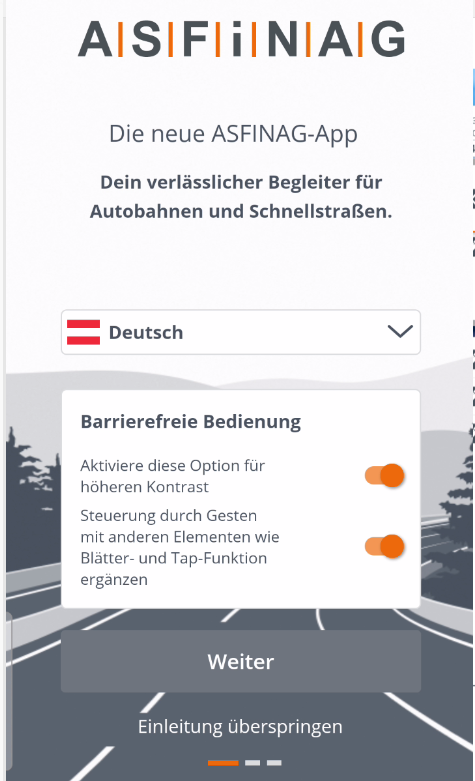 A|S|F|i|N|A|G
Die neue ASFINAG-App
Dein verlässlicher Begleiter für
Autobahnen und Schnellstraßen.
Deutsch
Barrierefreie Bedienung
Aktiviere diese Option für
höheren Kontrast
Steuerung durch Gesten
mit anderen Elementen wie
Blätter- und Tap-Funktion
ergänzen
Weiter
Einleitung überspringen